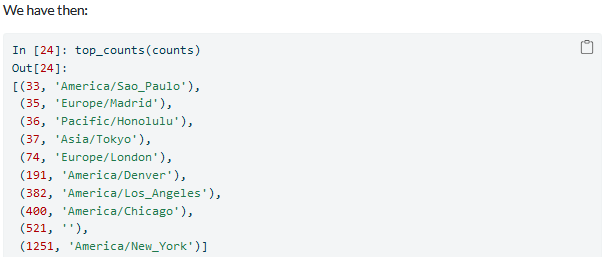 We have then:
In [24]: top_counts(counts)
Out[24]:
[(33, 'America/Sao_Paulo'),
 (35, 'Europe/Madrid'),
 (36, 'Pacific/Honolulu'),
 (37, 'Asia/Tokyo'),
 (74, 'Europe/London'),
 (191, 'America/Denver'),
 (382, 'America/Los_Angeles'),
 (400, 'America/Chicago'),
 (521, ''),
 (1251, 'America/New_York')]